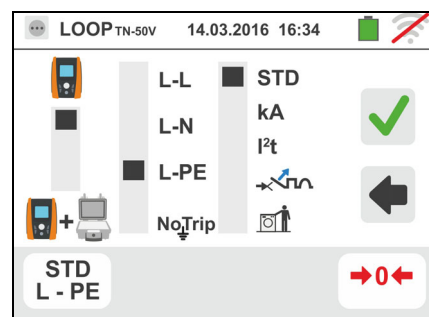 LOOP TN-50V 14.03.2016 16:34
L-L STD
L-N kA
I²t
L-PE
NoTrip
STD
L - PE
0